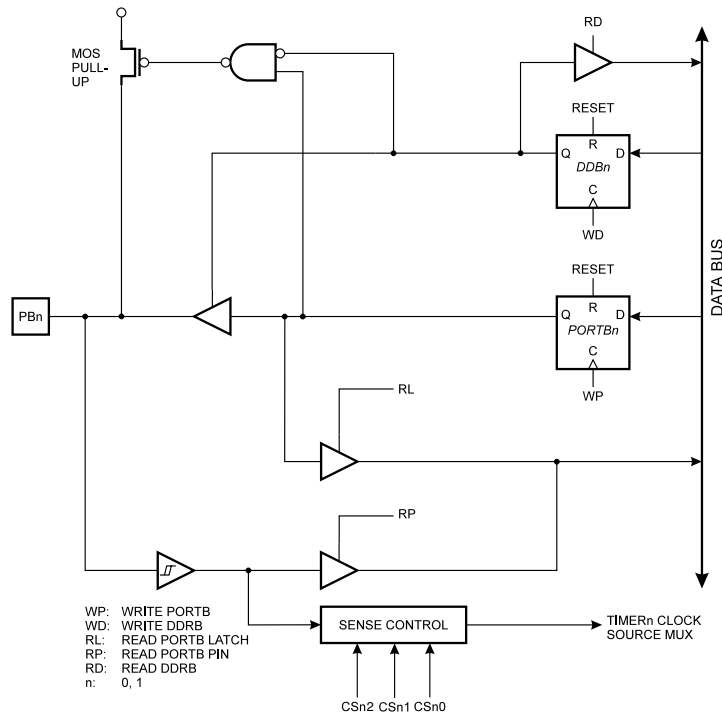 RD
MOS
PULL-
UP
RESET
R
Q
D
DDBn
C
WD
DATA BUS
RESET
PBn
R
Q
D
PORTBn
C
WP
RL
RP
WP: WRITE PORTB
WD: WRITE DDRB
RL: READ PORTB LATCH
RP: READ PORTB PIN
RD: READ DDRB
n: 0, 1
SENSE CONTROL
TIMERn CLOCK
SOURCE MUX
CSn2 CSn1 CSn0